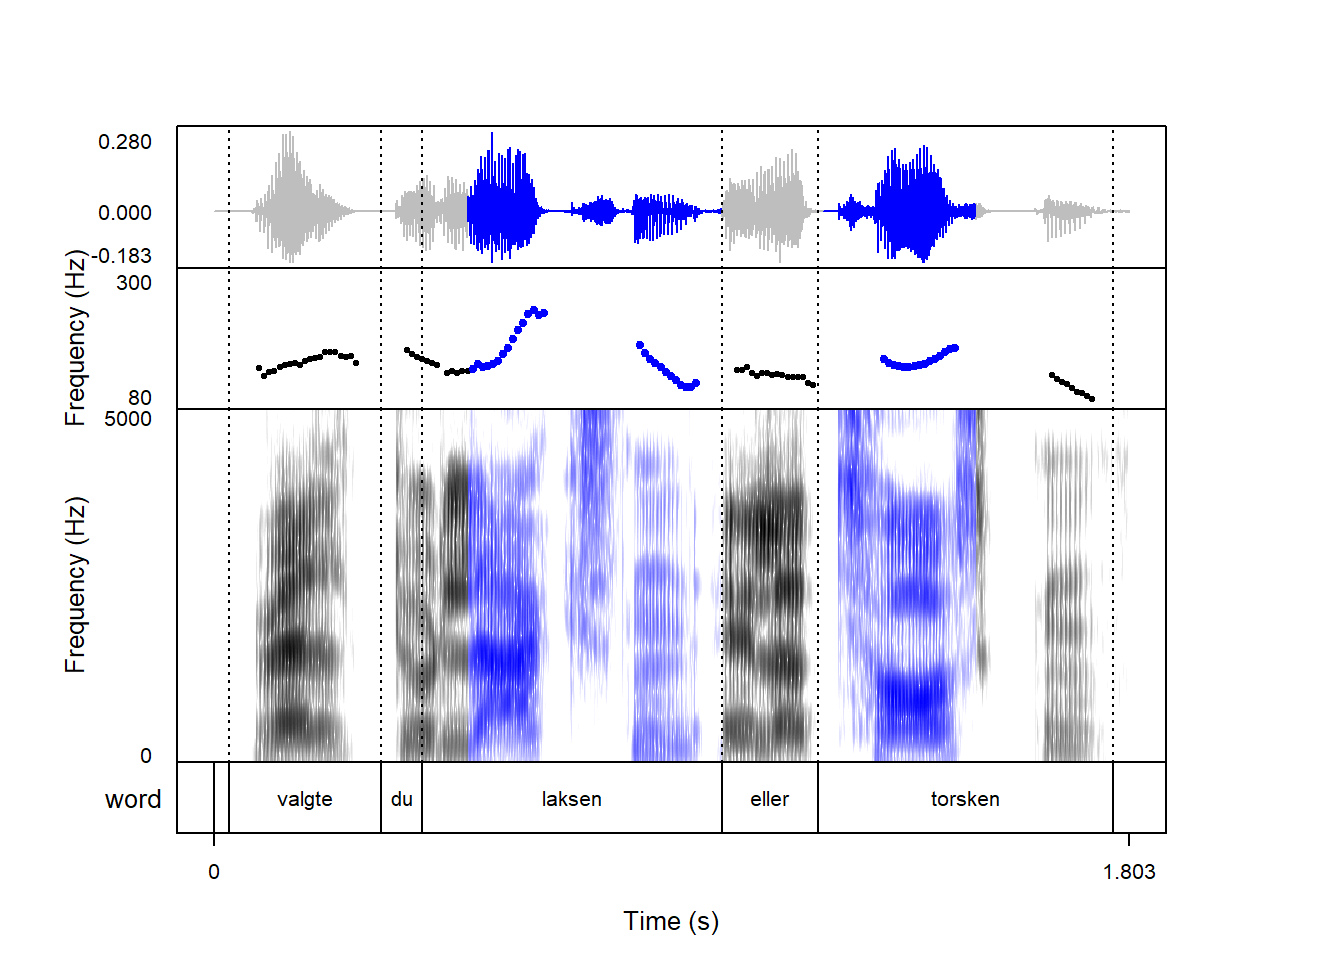 0.280
0.000
-0.183
Frequency (Hz)
300
80
Frequency (Hz)
5000
0
word
valgte du laksen eller torsken
0 1.803
Time (s)